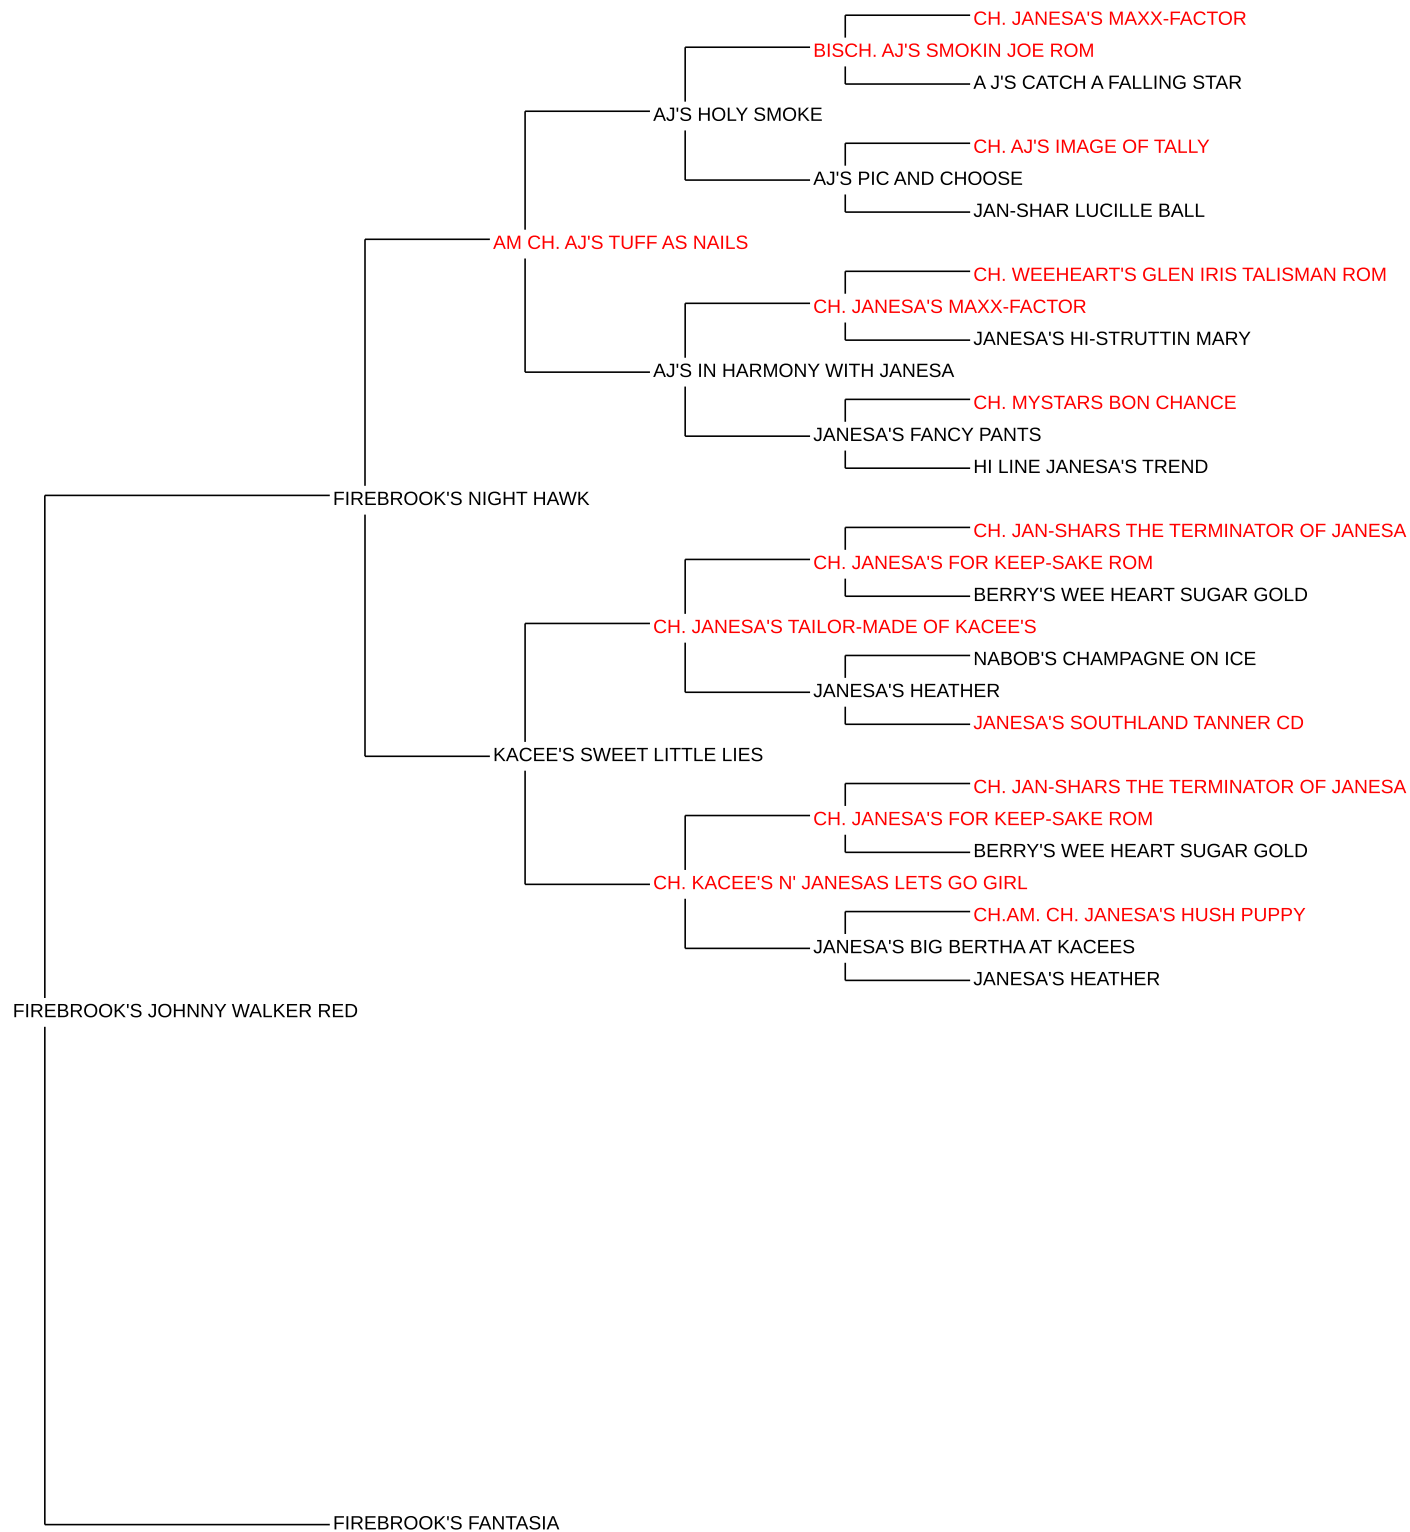 CH. JANESA'S MAXX-FACTOR
BISCH. AJ'S SMOKIN JOE ROM
A J'S CATCH A FALLING STAR
AJ'S HOLY SMOKE
CH. AJ'S IMAGE OF TALLY
AJ'S PIC AND CHOOSE
JAN-SHAR LUCILLE BALL
AM CH. AJ'S TUFF AS NAILS
CH. WEEHEART'S GLEN IRIS TALISMAN ROM
CH. JANESA'S MAXX-FACTOR
JANESA'S HI-STRUTTIN MARY
AJ'S IN HARMONY WITH JANESA
CH. MYSTARS BON CHANCE
JANESA'S FANCY PANTS
HI LINE JANESA'S TREND
FIREBROOK'S NIGHT HAWK
CH. JAN-SHARS THE TERMINATOR OF JANESA
CH. JANESA'S FOR KEEP-SAKE ROM
BERRY'S WEE HEART SUGAR GOLD
CH. JANESA'S TAILOR-MADE OF KACEE'S
NABOB'S CHAMPAGNE ON ICE
JANESA'S HEATHER
JANESA'S SOUTHLAND TANNER CD
KACEE'S SWEET LITTLE LIES
CH. JAN-SHARS THE TERMINATOR OF JANESA
CH. JANESA'S FOR KEEP-SAKE ROM
BERRY'S WEE HEART SUGAR GOLD
CH. KACEE'S N' JANESAS LETS GO GIRL
CH.AM. CH. JANESA'S HUSH PUPPY
JANESA'S BIG BERTHA AT KACEES
JANESA'S HEATHER
FIREBROOK'S JOHNNY WALKER RED
FIREBROOK'S FANTASIA